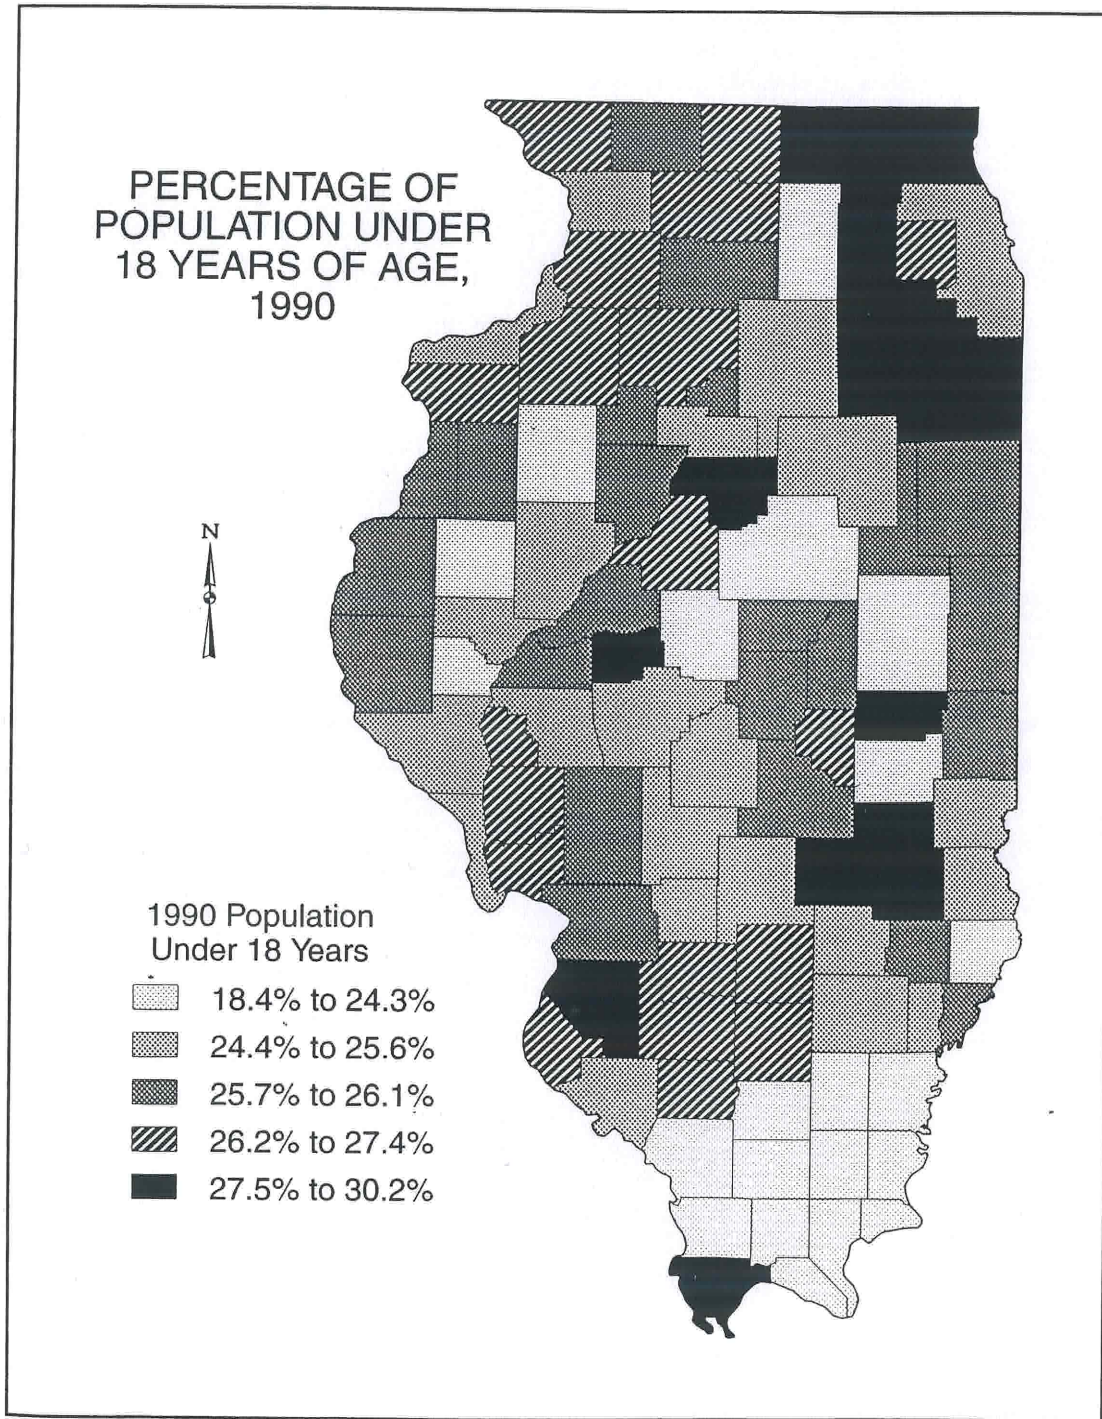 PERCENTAGE OF
POPULATION UNDER
18 YEARS OF AGE,
1990
N
1990 Population
Under 18 Years
18.4% to 24.3%
24.4% to 25.6%
25.7% to 26.1%
26.2% to 27.4%
27.5% to 30.2%